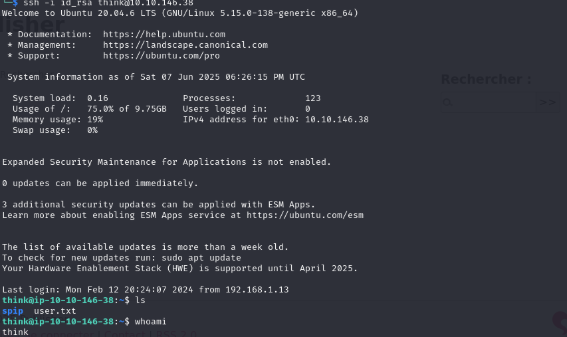 └─$ ssh -i id_rsa think@10.10.146.38
Welcome to Ubuntu 20.04.6 LTS (GNU/Linux 5.15.0-138-generic x86_64)
* Documentation:  https://help.ubuntu.com
* Management:     https://landscape.canonical.com
* Support:        https://ubuntu.com/pro
Rechercher :
System information as of Sat 07 Jun 2025 06:26:15 PM UTC
>>
System load:  0.16              Processes:             123
Usage of /:   75.0% of 9.75GB   Users logged in:       0
Memory usage: 19%               IPv4 address for eth0: 10.10.146.38
Swap usage:   0%
Expanded Security Maintenance for Applications is not enabled.
0 updates can be applied immediately.
3 additional security updates can be applied with ESM Apps.
Learn more about enabling ESM Apps service at https://ubuntu.com/esm
The list of available updates is more than a week old.
To check for new updates run: sudo apt update
Your Hardware Enablement Stack (HWE) is supported until April 2025.
Last login: Mon Feb 12 20:24:07 2024 from 192.168.1.13
think@ip-10-10-146-38:~$ ls
spip  user.txt
think@ip-10-10-146-38:~$ whoami
think